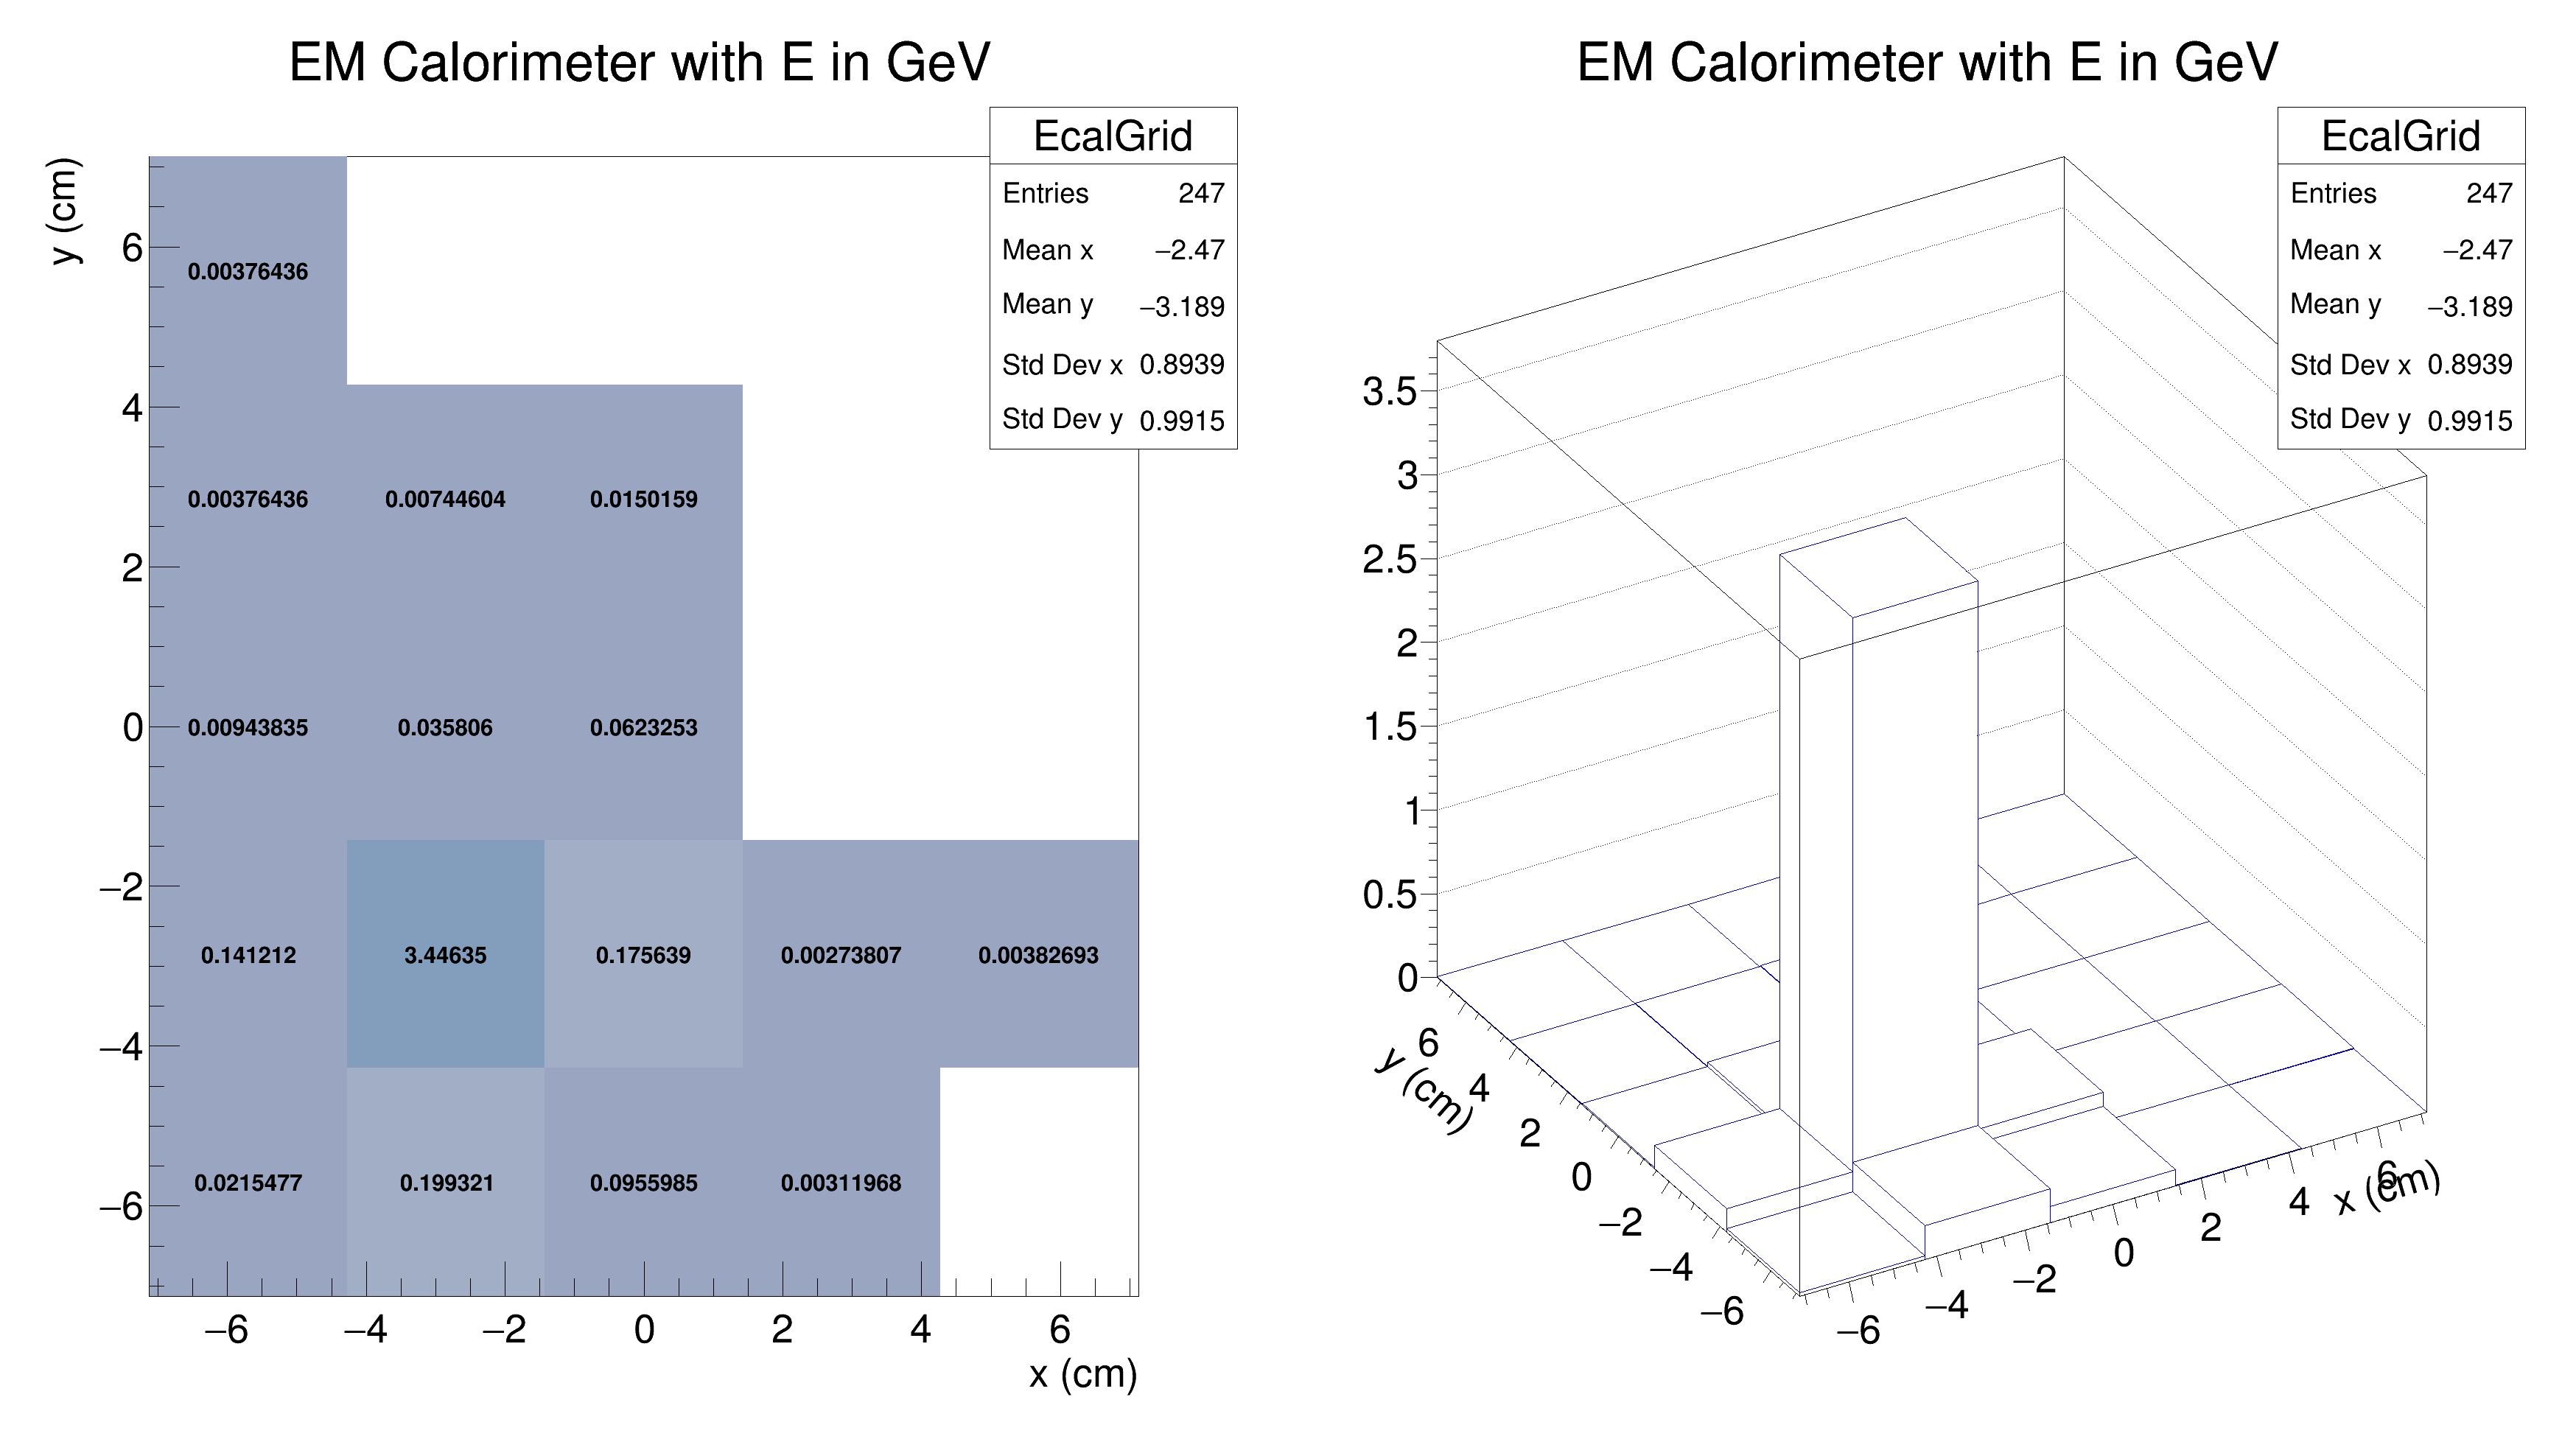 EM Calorimeter with E in GeV
EcalGrid
Entries 247
Mean x −2.47
Mean y −3.189
Std Dev x 0.8939
Std Dev y 0.9915
y (cm)
6
4
2
0
−2
−4
−6
0.00376436
0.00376436 0.00744604 0.0150159
0.00943835 0.035806 0.0623253
0.141212 3.44635 0.175639 0.00273807 0.00382693
0.0215477 0.199321 0.0955985 0.00311968
−6 −4 −2 0 2 4 6
x (cm)
EM Calorimeter with E in GeV
EcalGrid
Entries 247
Mean x −2.47
Mean y −3.189
Std Dev x 0.8939
Std Dev y 0.9915
3.5
3
2.5
2
1.5
1
0.5
0
y (cm)
6
4
2
0
−2
−4
−6
−6
−4
−2
0
2
4
6
x (cm)